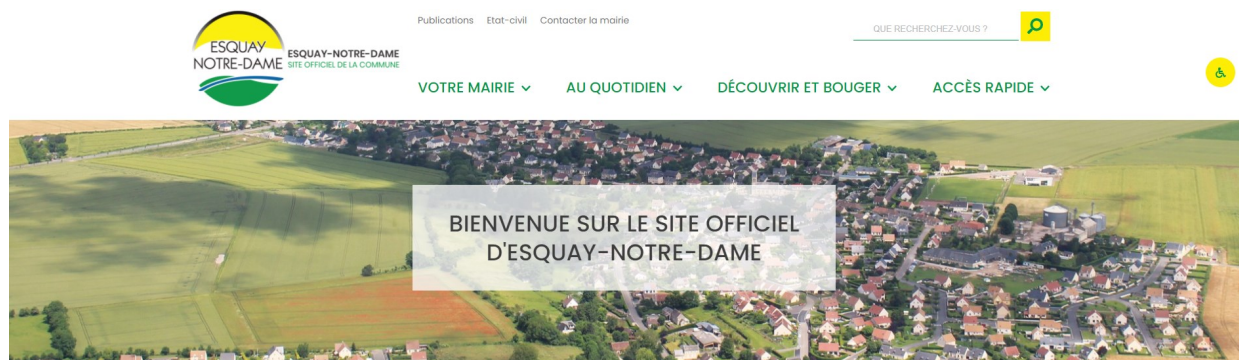 Publications Etat-civil Contacter la mairie
QUE RECHERCHEZ-VOUS ?
ESQUAY
NOTRE-DAME
ESQUAY-NOTRE-DAME
SITE OFFICIEL DE LA COMMUNE
VOTRE MAIRIE AU QUOTIDIEN DÉCOUVRIR ET BOUGER ACCÈS RAPIDE
BIENVENUE SUR LE SITE OFFICIEL
D'ESQUAY-NOTRE-DAME